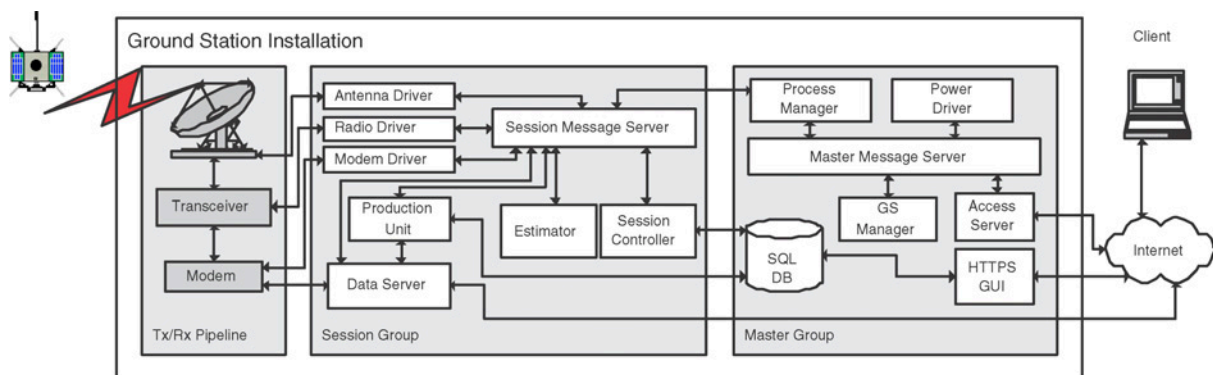 Ground Station Installation
Client
Antenna Driver
Radio Driver
Modem Driver
Session Message Server
Process
Manager
Power
Driver
Master Message Server
Transceiver
Production
Unit
Estimator
Session
Controller
GS
Manager
Access
Server
Internet
Modem
Data Server
SQL
DB
HTTPS
GUI
Tx/Rx Pipeline
Session Group
Master Group